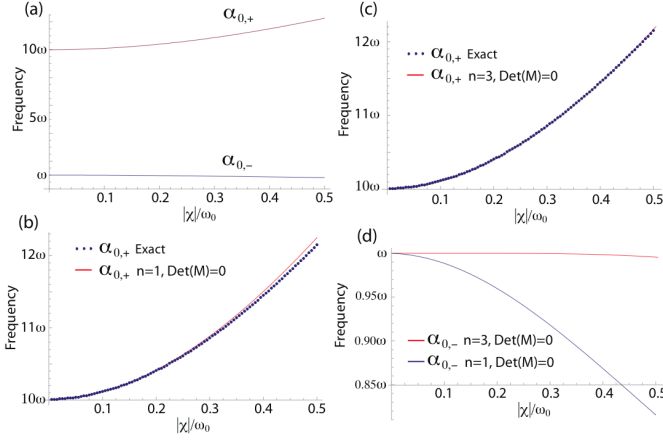 (a)
α0,+
10ω
5ω
ω
α0,-
Frequency
0.1 0.2 0.3 0.4 0.5
|χ|/ω0
(b)
12ω
α0,+ Exact
α0,+ n=1, Det(M)=0
11ω
10ω
Frequency
0.1 0.2 0.3 0.4 0.5
|χ|/ω0
(c)
12ω
α0,+ Exact
α0,+ n=3, Det(M)=0
11ω
10ω
Frequency
0.1 0.2 0.3 0.4 0.5
|χ|/ω0
(d)
ω
0.95ω
0.90ω
0.85ω
α0,- n=3, Det(M)=0
α0,- n=1, Det(M)=0
Frequency
0.1 0.2 0.3 0.4 0.5
|χ|/ω0